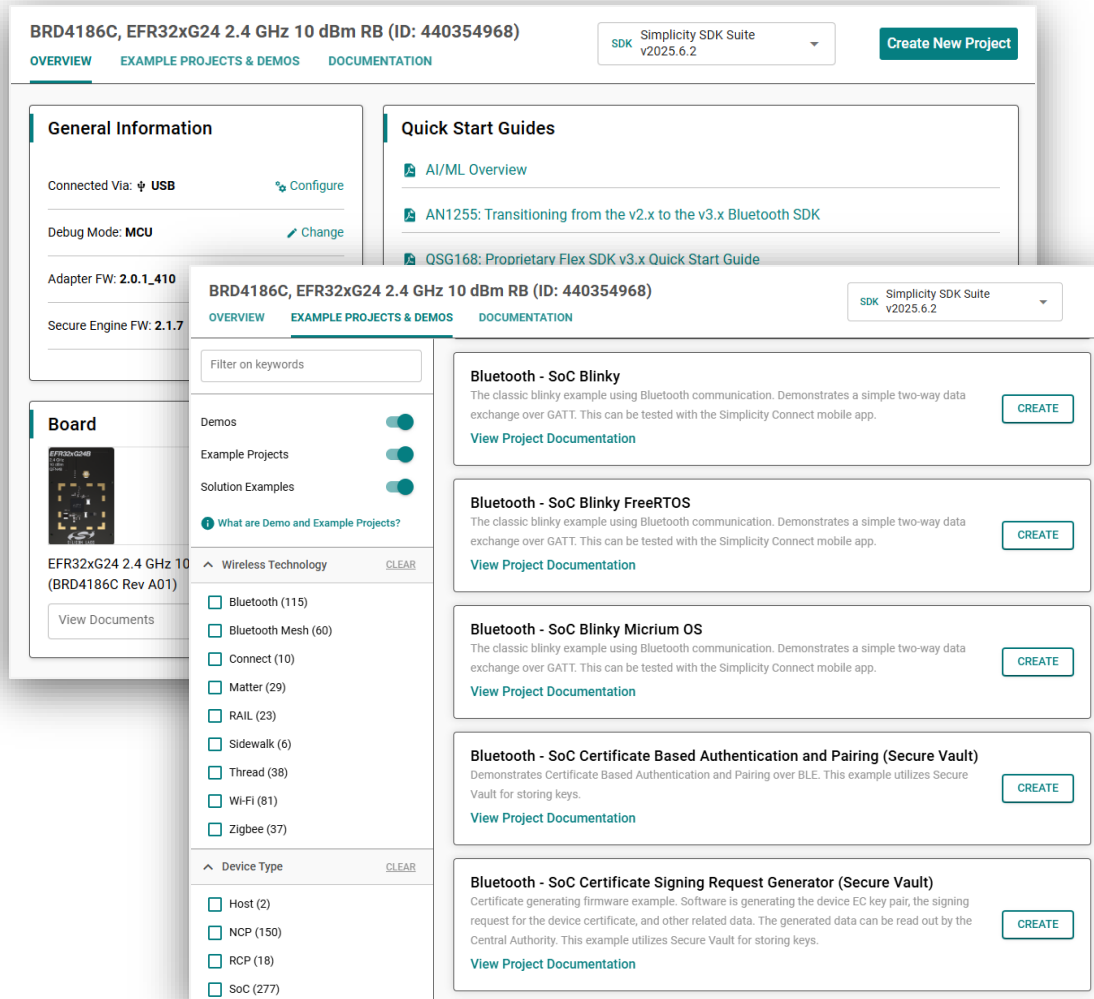 BRD4186C, EFR32xG24 2.4 GHz 10 dBm RB (ID: 440354968)
OVERVIEW
EXAMPLE PROJECTS & DEMOS
DOCUMENTATION
SDK
Simplicity SDK Suite
v2025.6.2
Create New Project
General Information
Connected Via: USB
Configure
Debug Mode: MCU
Change
Adapter FW: 2.0.1_410
Secure Engine FW: 2.1.7
Quick Start Guides
AI/ML Overview
AN1255: Transitioning from the v2.x to the v3.x Bluetooth SDK
QSG168: Proprietary Flex SDK v3.x Quick Start Guide
Board
EFR32xG24B
EFR32xG24 2.4 GHz 10
(BRD4186C Rev A01)
View Documents
BRD4186C, EFR32xG24 2.4 GHz 10 dBm RB (ID: 440354968)
OVERVIEW
EXAMPLE PROJECTS & DEMOS
DOCUMENTATION
SDK
Simplicity SDK Suite
v2025.6.2
Filter on keywords
Demos
Example Projects
Solution Examples
What are Demo and Example Projects?
Wireless Technology
CLEAR
Bluetooth (115)
Bluetooth Mesh (60)
Connect (10)
Matter (29)
RAIL (23)
Sidewalk (6)
Thread (38)
Wi-Fi (81)
Zigbee (37)
Device Type
CLEAR
Host (2)
NCP (150)
RCP (18)
SoC (277)
Bluetooth - SoC Blinky
The classic blinky example using Bluetooth communication. Demonstrates a simple two-way data
exchange over GATT. This can be tested with the Simplicity Connect mobile app.
View Project Documentation
CREATE
Bluetooth - SoC Blinky FreeRTOS
The classic blinky example using Bluetooth communication. Demonstrates a simple two-way data
exchange over GATT. This can be tested with the Simplicity Connect mobile app.
View Project Documentation
CREATE
Bluetooth - SoC Blinky Micrium OS
The classic blinky example using Bluetooth communication. Demonstrates a simple two-way data
exchange over GATT. This can be tested with the Simplicity Connect mobile app.
View Project Documentation
CREATE
Bluetooth - SoC Certificate Based Authentication and Pairing (Secure Vault)
Demonstrates Certificate Based Authentication and Pairing over BLE. This example utilizes Secure
Vault for storing keys.
View Project Documentation
CREATE
Bluetooth - SoC Certificate Signing Request Generator (Secure Vault)
Certificate generating firmware example. Software is generating the device EC key pair, the signing
request for the device certificate, and other related data. The generated data can be read out by the
Central Authority. This example utilizes Secure Vault for storing keys.
View Project Documentation
CREATE